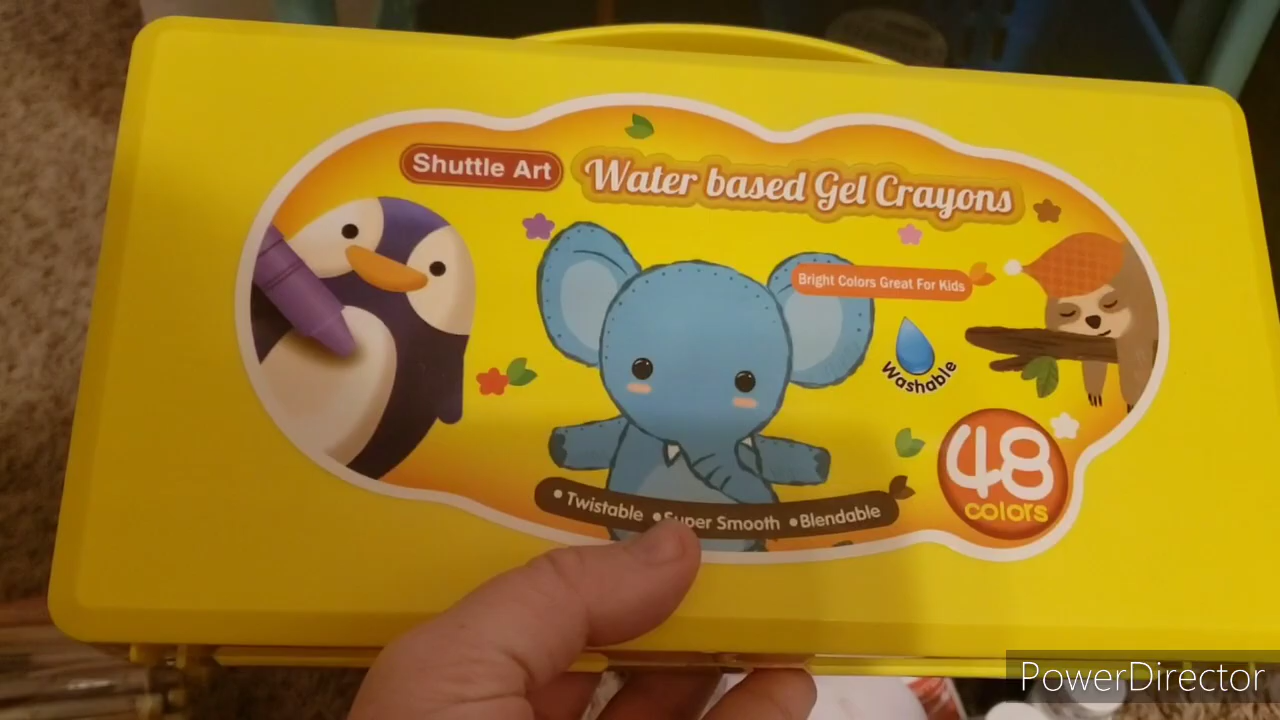 Shuttle Art
Water based Gel Crayons
Bright Colors Great For Kids
Washable
48
colors
• Twistable • Super Smooth • Blendable
PowerDirector